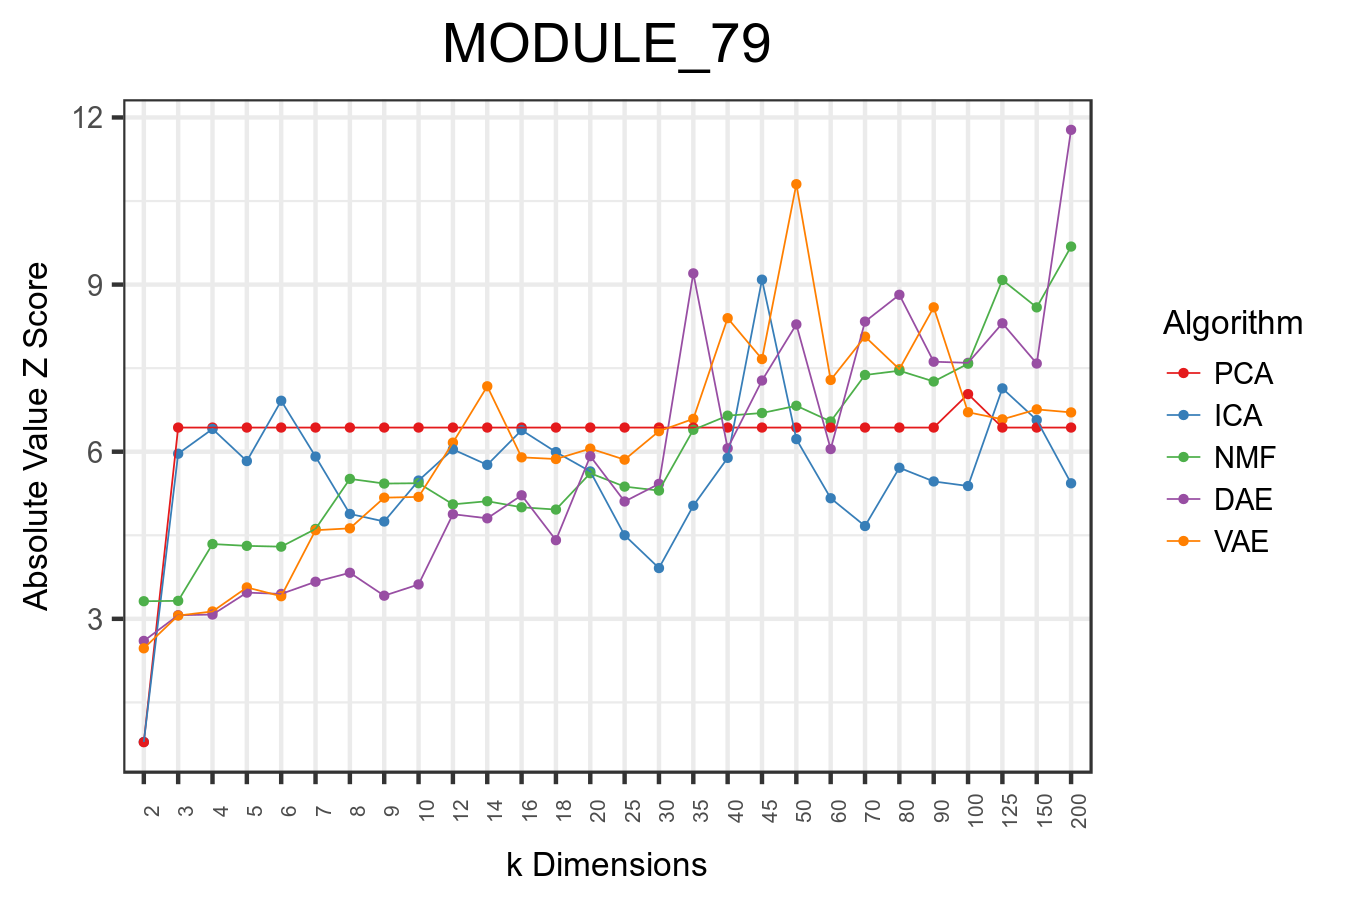 MODULE_79
12
9
6
3
Absolute Value Z Score
2 3 4 5 6 7 8 9 10 12 14 16 18 20 25 30 35 40 45 50 60 70 80 90 100 125 150 200
k Dimensions
Algorithm
PCA
ICA
NMF
DAE
VAE